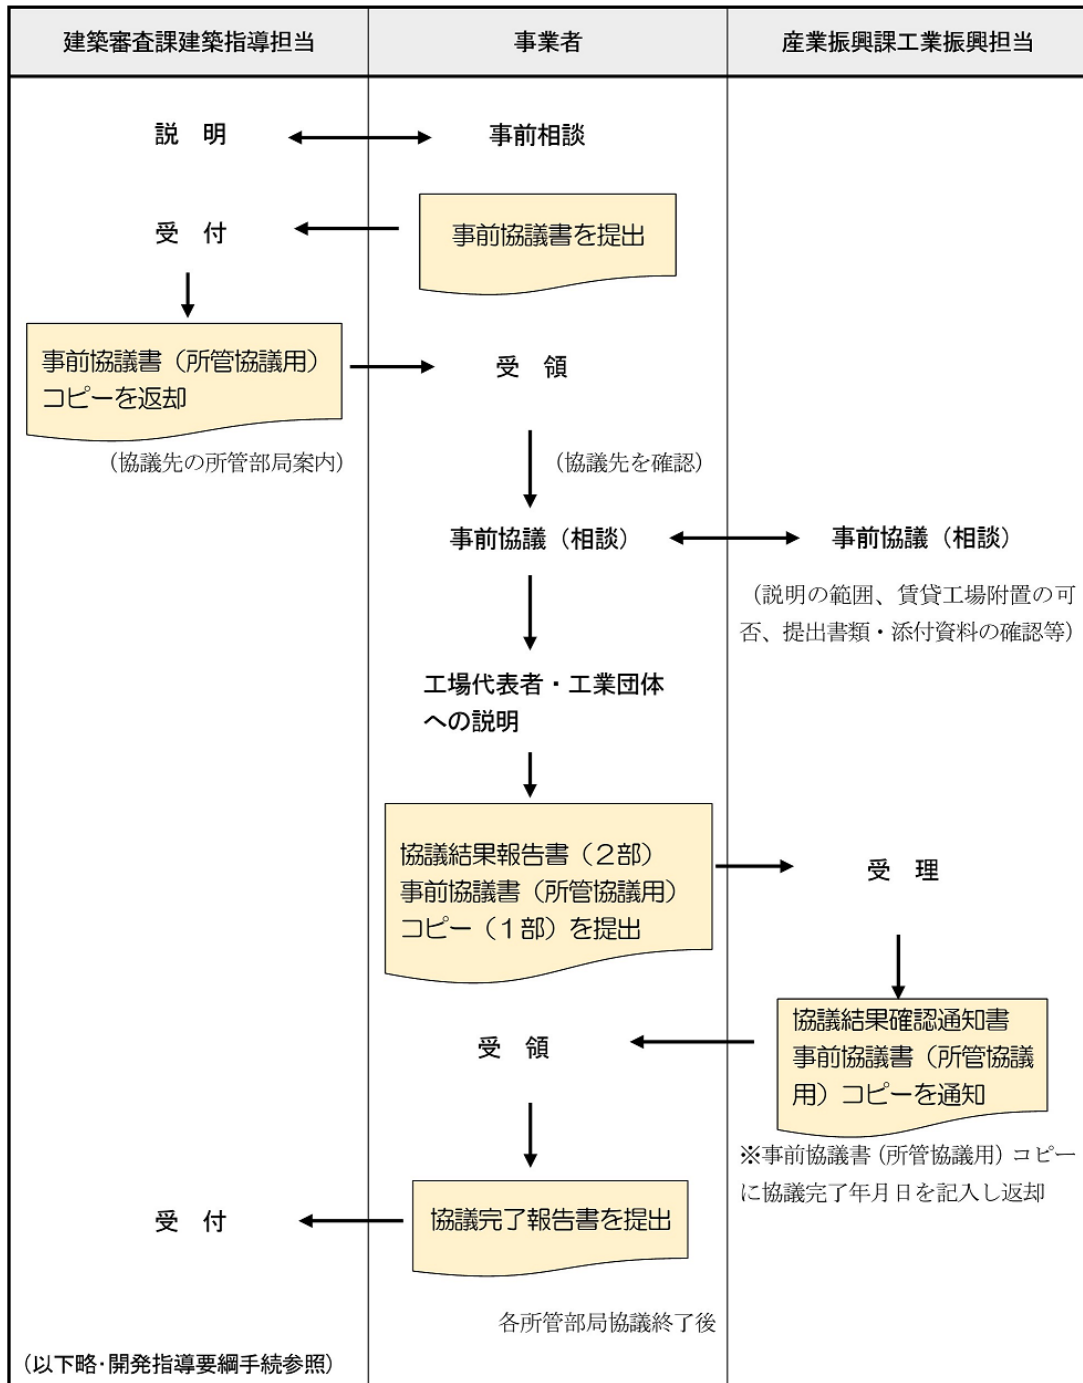 建築審査課建築指導担当
事業者
産業振興課工業振興担当
説　明
事前相談
受　付
事前協議書を提出
事前協議書（所管協議用）
コピーを返却
受　領
（協議先の所管部局案内）
（協議先を確認）
事前協議（相談）
事前協議（相談）
（説明の範囲、賃貸工場附置の可
否、提出書類・添付資料の確認等）
工場代表者・工業団体
への説明
協議結果報告書（２部）
事前協議書（所管協議用）
コピー（１部）を提出
受　理
協議結果確認通知書
事前協議書（所管協議
用）コピーを通知
受　領
※事前協議書（所管協議用）コピー
に協議完了年月日を記入し返却
協議完了報告書を提出
受　付
各所管部局協議終了後
（以下略・開発指導要綱手続参照）